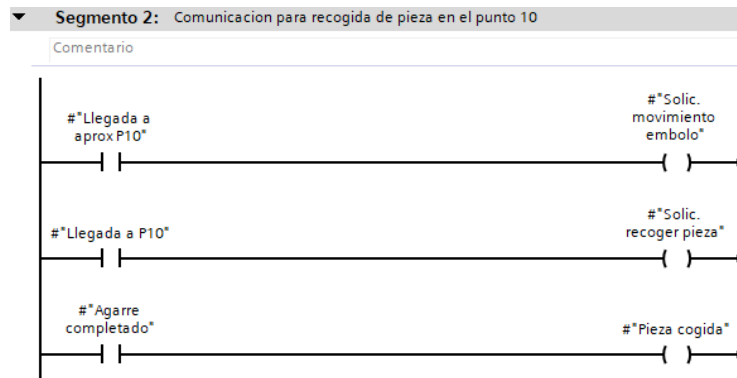 Segmento 2: Comunicacion para recogida de pieza en el punto 10
Comentario
#"Llegada a
aprox P10"
#"Solic.
movimiento
embolo"
#"Llegada a P10"
#"Solic.
recoger pieza"
#"Agarre
completado"
#"Pieza cogida"